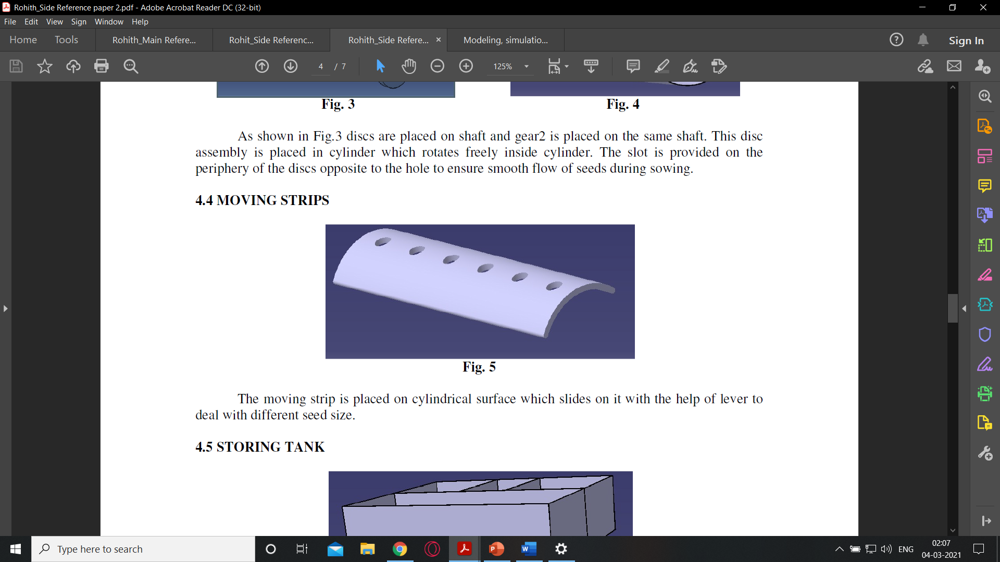 Rohith_Side Reference paper 2.pdf - Adobe Acrobat Reader DC (32-bit)
File Edit View Sign Window Help
Home Tools Rohith_Main Refere... Rohit_Side Referenc... Rohith_Side Refere... × Modeling, simulatio... Sign In
4 / 7 125%
Fig. 3 Fig. 4
As shown in Fig.3 discs are placed on shaft and gear2 is placed on the same shaft. This disc
assembly is placed in cylinder which rotates freely inside cylinder. The slot is provided on the
periphery of the discs opposite to the hole to ensure smooth flow of seeds during sowing.
4.4 MOVING STRIPS
Fig. 5
The moving strip is placed on cylindrical surface which slides on it with the help of lever to
deal with different seed size.
4.5 STORING TANK
Type here to search
ENG
02:07
04-03-2021